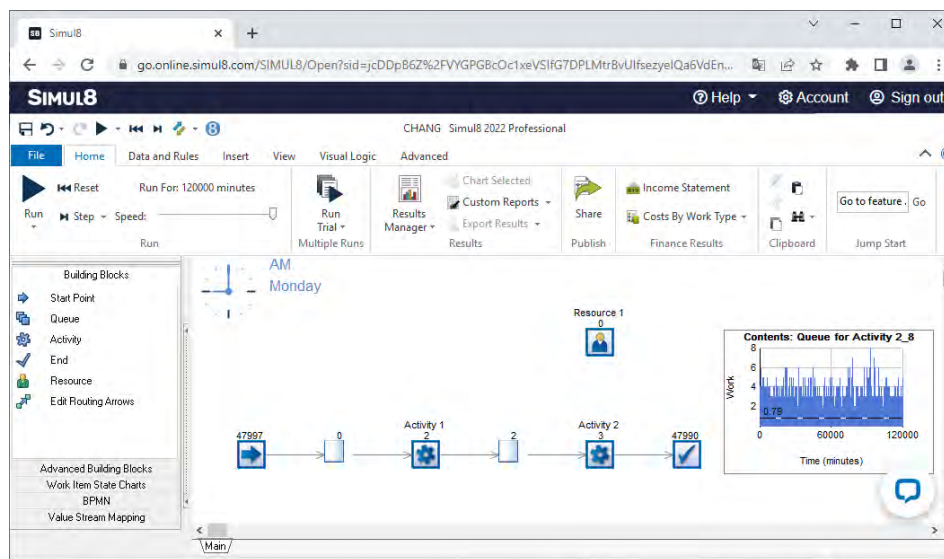 Simul8
go.online.simul8.com/SIMUL8/Open?sid=jcDDpB6Z%2FVYGPGBcOc1xeVSlfG7DPLMtrBvUIfsezyeIQa6VdEn...
SIMUL8
Help
Account
Sign out
CHANG Simul8 2022 Professional
File Home Data and Rules Insert View Visual Logic Advanced
Reset Run For: 120000 minutes
Run Step Speed:
Run
Run Trial
Multiple Runs
Results Manager
Chart Selected
Custom Reports
Export Results
Results
Share
Publish
Income Statement
Costs By Work Type
Finance Results
Clipboard
Go to feature. Go
Jump Start
Building Blocks
Start Point
Queue
Activity
End
Resource
Edit Routing Arrows
Advanced Building Blocks
Work Item State Charts
BPMN
Value Stream Mapping
AM
Monday
Resource 1
0
47997
0
Activity 1
2
2
Activity 2
3
47990
Contents: Queue for Activity 2_8
Work
8
6
4
2
0.79
0 60000 120000
Time (minutes)
Main